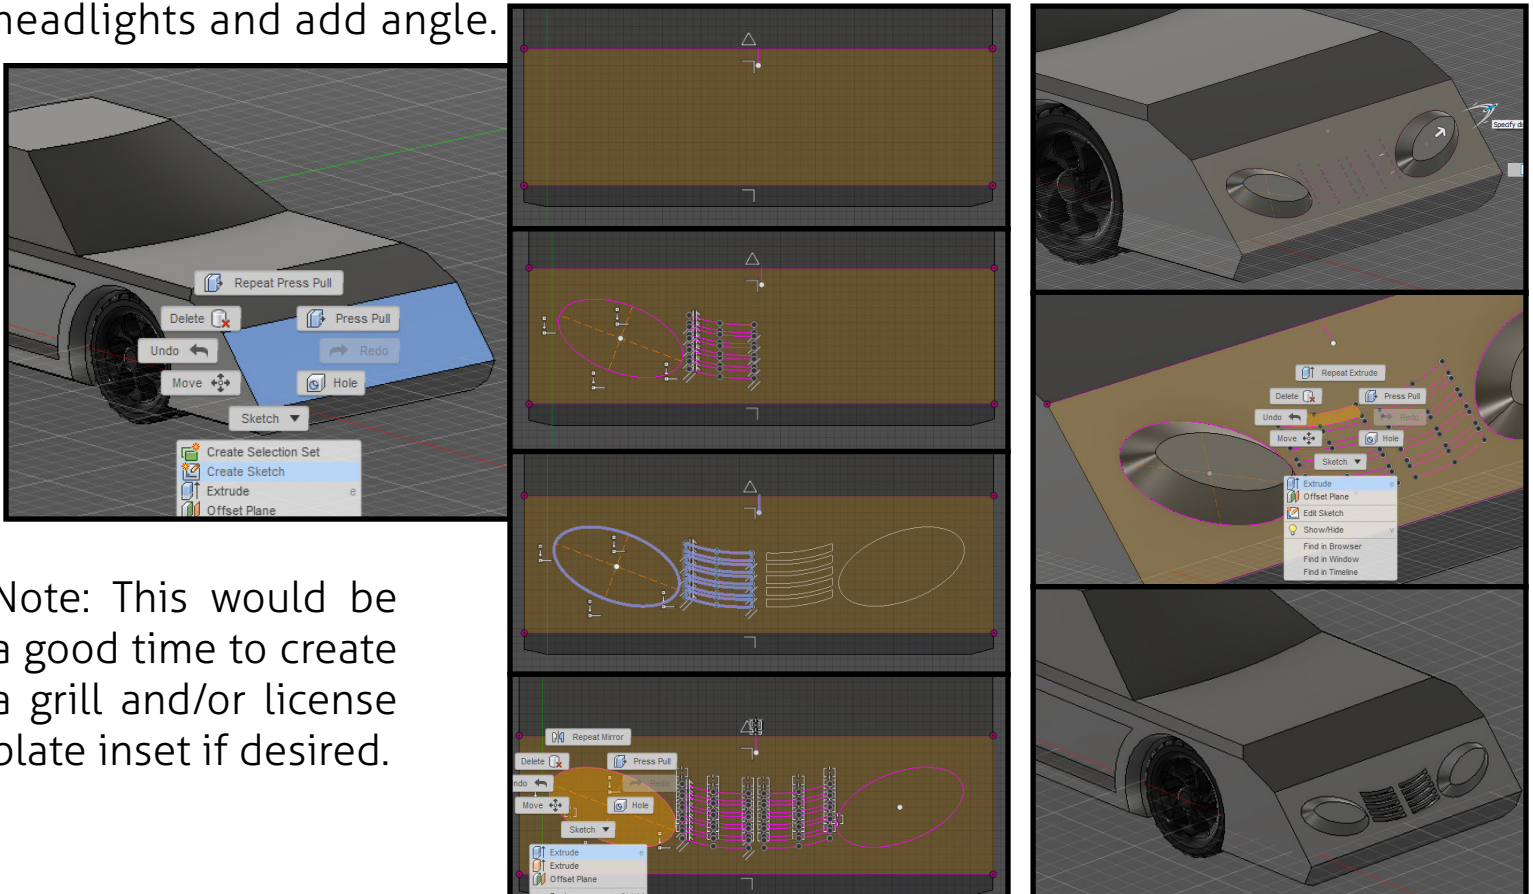 headlights and add angle.
Repeat Press Pull
Delete
Press Pull
Undo
Redo
Move
Hole
Sketch
Create Selection Set
Create Sketch
Extrude e
Offset Plane
Note: This would be
a good time to create
a grill and/or license
plate inset if desired.
Repeat Mirror
Delete
Press Pull
ndo
Redo
Move
Hole
Sketch
Extrude e
Extrude
Offset Plane
Specify di
Repeat Extrude
Delete
Press Pull
Undo
Redo
Move
Hole
Sketch
Extrude e
Offset Plane
Edit Sketch
Show/Hide v
Find in Browser
Find in Window
Find in Timeline